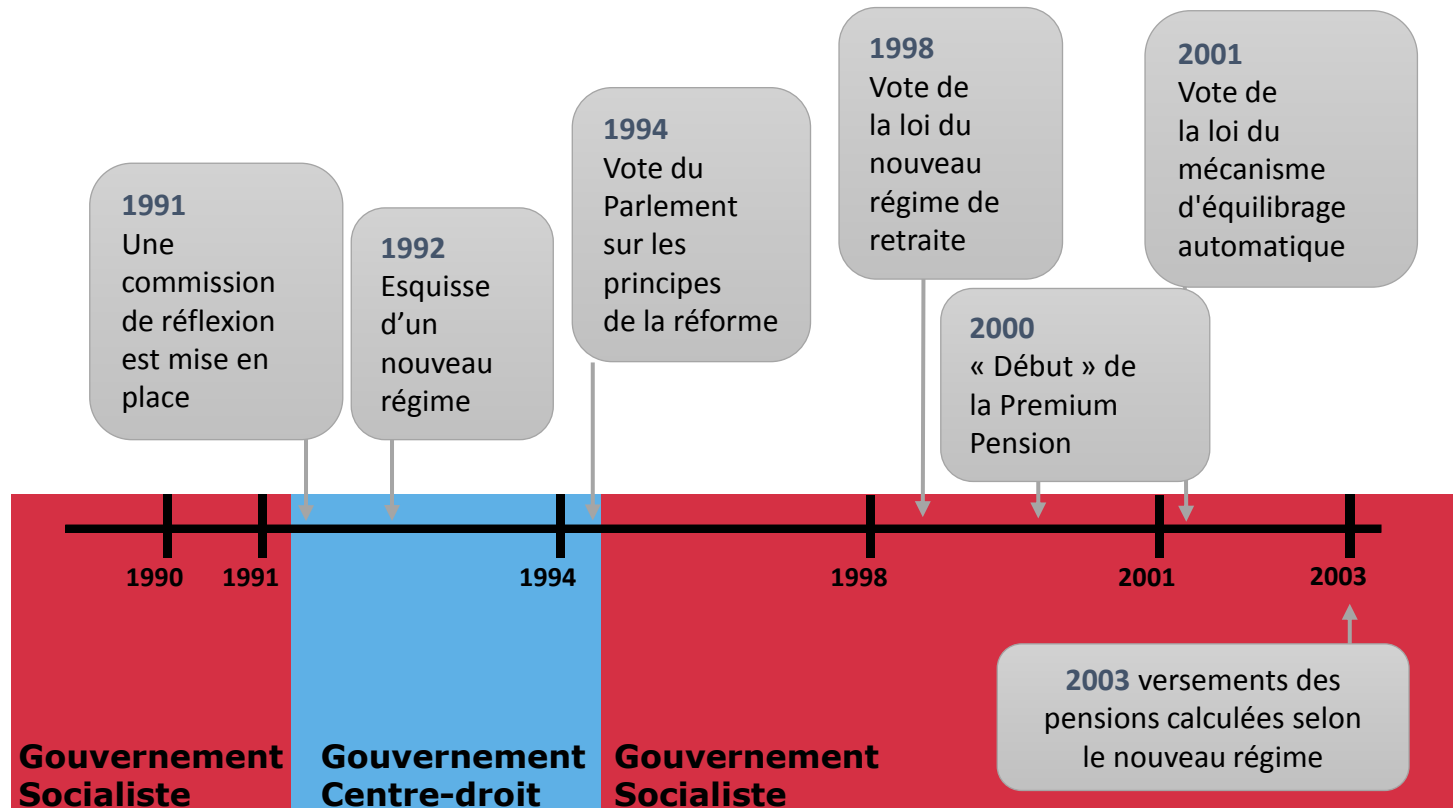 1991
Une
commission
de réflexion
est mise en
place
1992
Esquisse
d’un
nouveau
régime
1994
Vote du
Parlement
sur les
principes
de la réforme
1998
Vote de
la loi du
nouveau
régime de
retraite
2000
« Début » de
la Premium
Pension
2001
Vote de
la loi du
mécanisme
d'équilibrage
automatique
1990
1991
1994
1998
2001
2003
2003 versements des
pensions calculées selon
le nouveau régime
Gouvernement
Socialiste
Gouvernement
Centre-droit
Gouvernement
Socialiste